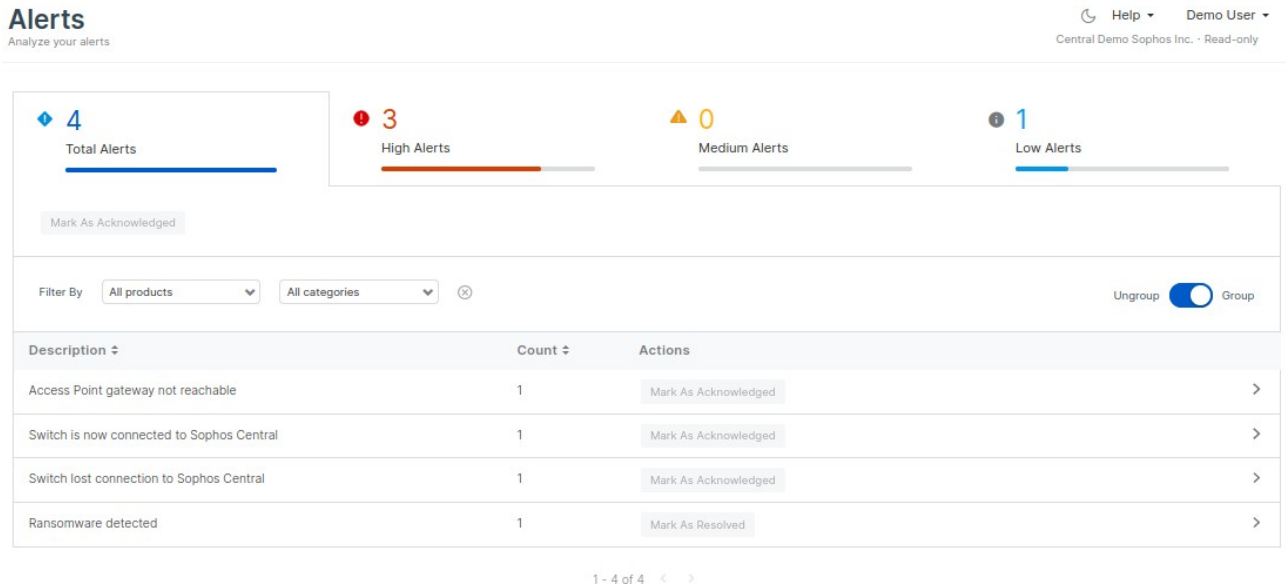 Alerts
Analyze your alerts
Help
Demo User
Central Demo Sophos Inc. · Read-only
4
Total Alerts
3
High Alerts
0
Medium Alerts
1
Low Alerts
Mark As Acknowledged
Filter By
All products
All categories
Ungroup
Group
Description Count Actions
Access Point gateway not reachable 1 Mark As Acknowledged
Switch is now connected to Sophos Central 1 Mark As Acknowledged
Switch lost connection to Sophos Central 1 Mark As Acknowledged
Ransomware detected 1 Mark As Resolved
1 - 4 of 4